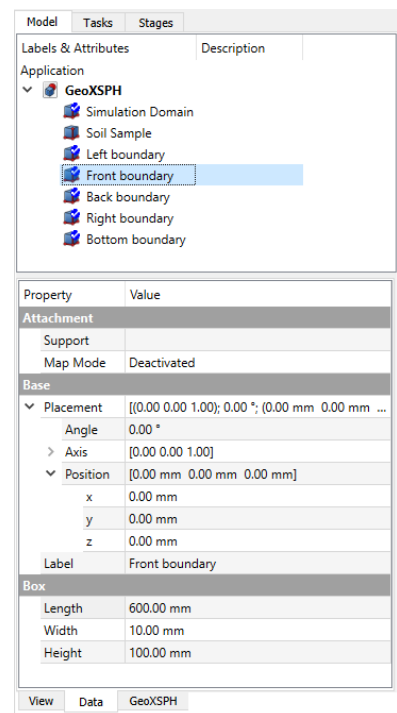 Model Tasks Stages
Labels & Attributes Description
Application
GeoXSPH
Simulation Domain
Soil Sample
Left boundary
Front boundary
Back boundary
Right boundary
Bottom boundary
Property Value
Attachment
Support
Map Mode Deactivated
Base
Placement [(0.00 0.00 1.00); 0.00 °; (0.00 mm 0.00 mm ...
Angle 0.00 °
Axis [0.00 0.00 1.00]
Position [0.00 mm 0.00 mm 0.00 mm]
x 0.00 mm
y 0.00 mm
z 0.00 mm
Label Front boundary
Box
Length 600.00 mm
Width 10.00 mm
Height 100.00 mm
View Data GeoXSPH